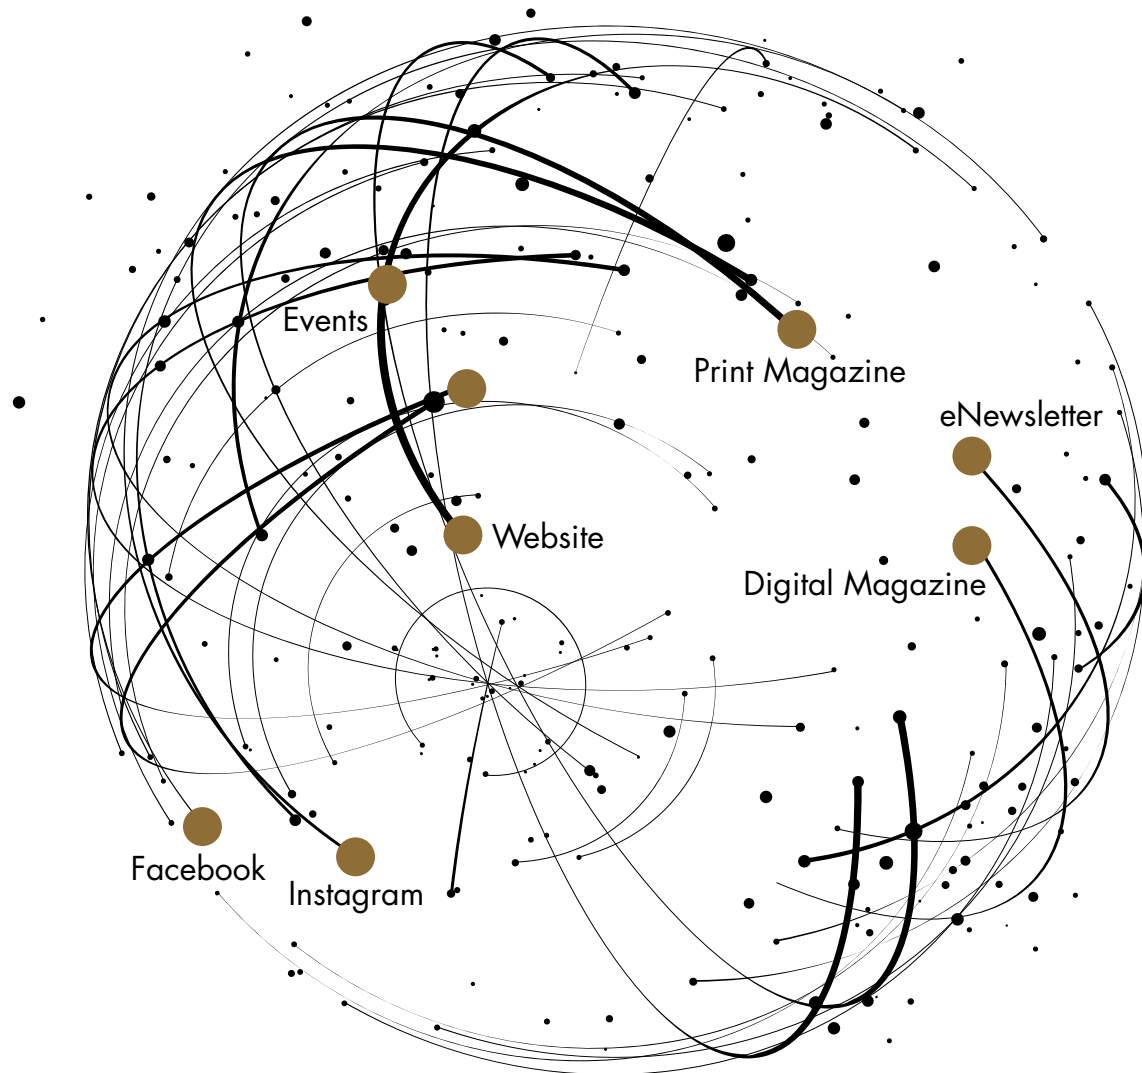 Events
Print Magazine
eNewsletter
Website
Digital Magazine
Facebook
Instagram